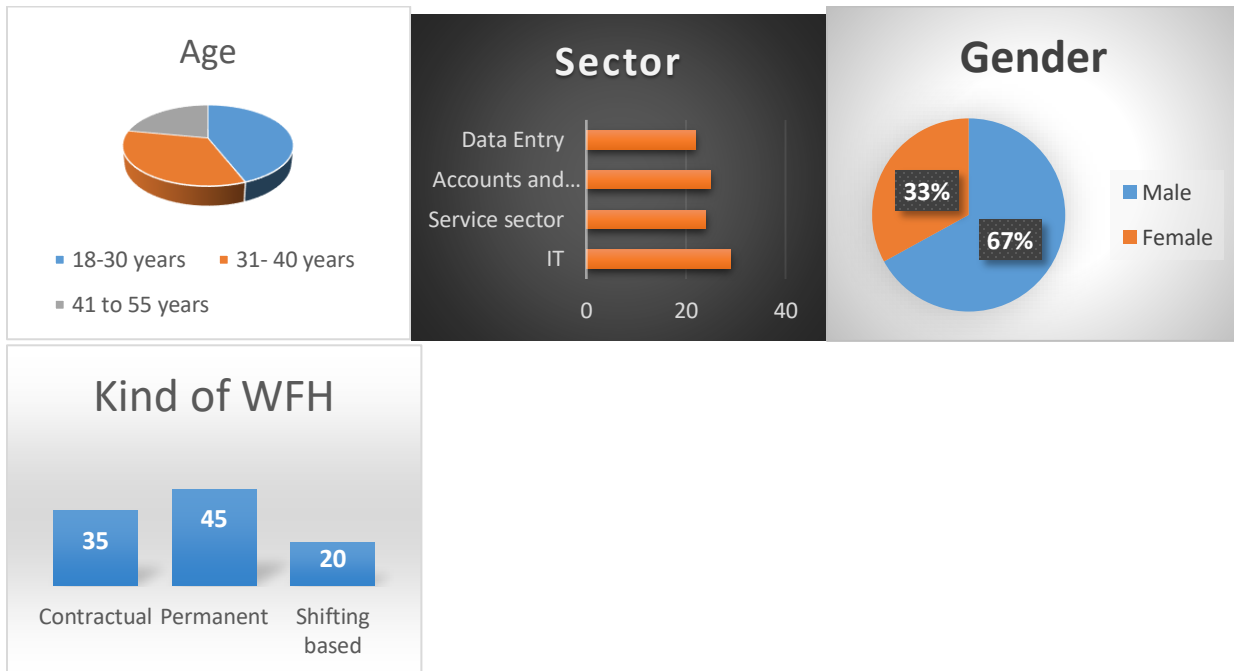 Age
18-30 years
31- 40 years
41 to 55 years
Sector
Data Entry
Accounts and...
Service sector
IT
0 20 40
Gender
33%
67%
Male
Female
Kind of WFH
35 45 20
Contractual Permanent Shifting
based